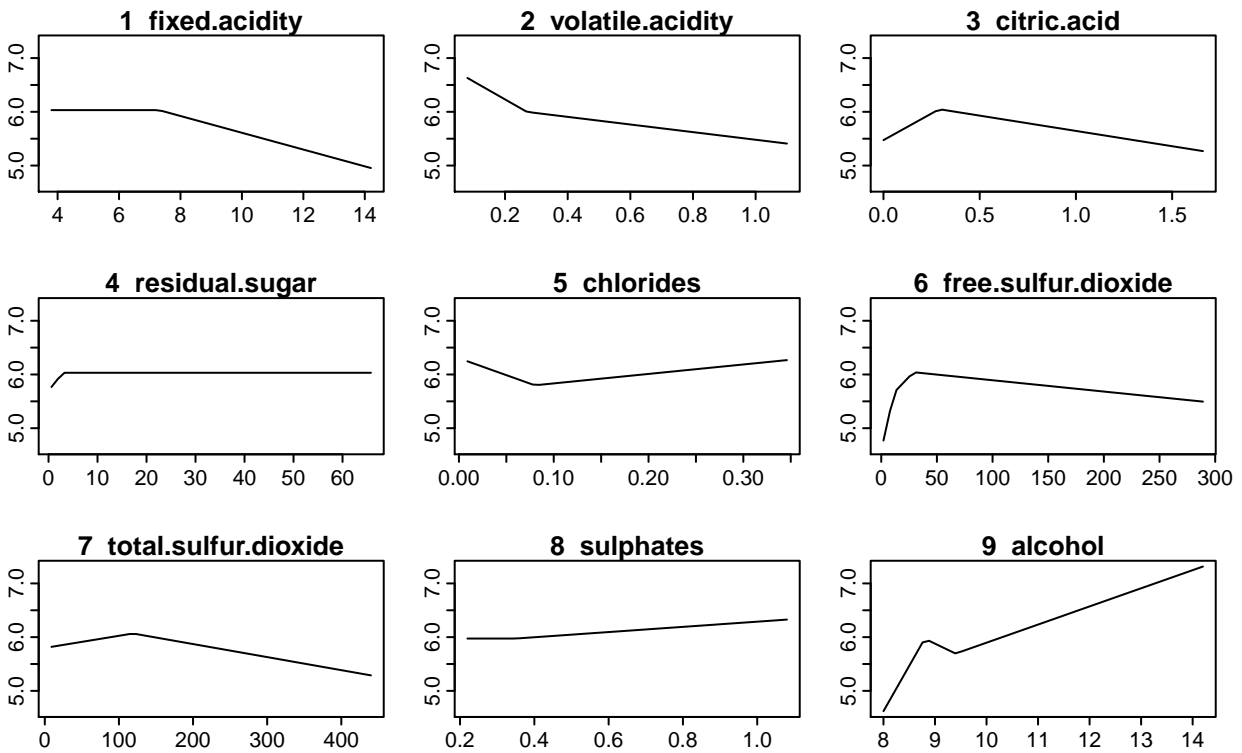 1 fixed.acidity
7.0
6.0
5.0
4 6 8 10 12 14
2 volatile.acidity
7.0
6.0
5.0
0.2 0.4 0.6 0.8 1.0
3 citric.acid
7.0
6.0
5.0
0.0 0.5 1.0 1.5
4 residual.sugar
7.0
6.0
5.0
0 10 20 30 40 50 60
5 chlorides
7.0
6.0
5.0
0.00 0.10 0.20 0.30
6 free.sulfur.dioxide
7.0
6.0
5.0
0 50 100 150 200 250 300
7 total.sulfur.dioxide
7.0
6.0
5.0
0 100 200 300 400
8 sulphates
7.0
6.0
5.0
0.2 0.4 0.6 0.8 1.0
9 alcohol
7.0
6.0
5.0
8 9 10 11 12 13 14